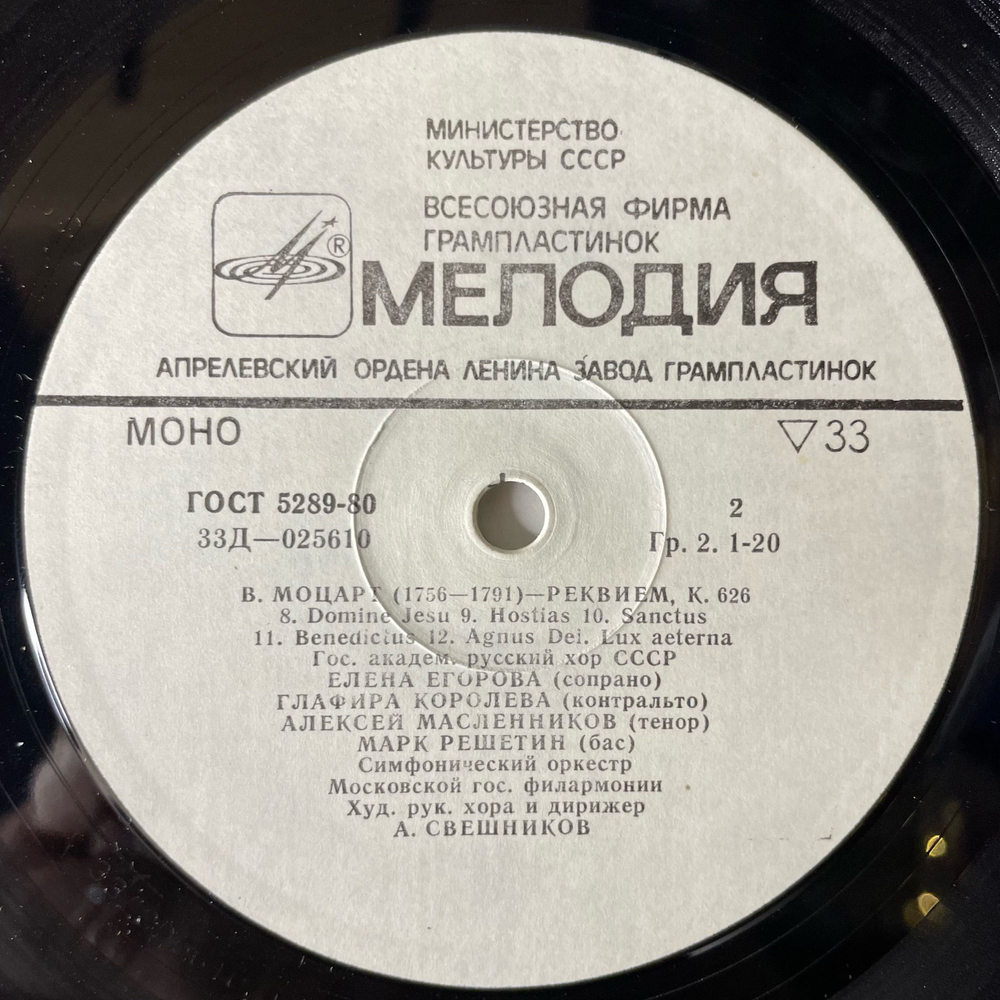 МИНИСТЕРСТВО
КУЛЬТУРЫ СССР
ВСЕСОЮЗНАЯ ФИРМА
ГРАМПЛАСТИНОК
®
МЕЛОДИЯ
АПРЕЛЕВСКИЙ ОРДЕНА ЛЕНИНА ЗАВОД ГРАМПЛАСТИНОК
МОНО ▽33
ГОСТ 5289-80 2
33Д—025610 Гр. 2. 1-20
В. МОЦАРТ (1756—1791)—РЕКВИЕМ, K. 626
8. Domine Jesu 9. Hostias 10. Sanctus
11. Benedictus 12. Agnus Dei. Lux aeterna
Гос. академ. русский хор СССР
ЕЛЕНА ЕГОРОВА (сопрано)
ГЛАФИРА КОРОЛЕВА (контральто)
АЛЕКСЕЙ МАСЛЕННИКОВ (тенор)
МАРК РЕШЕТИН (бас)
Симфонический оркестр
Московской гос. филармонии
Худ. рук. хора и дирижер
А. СВЕШНИКОВ